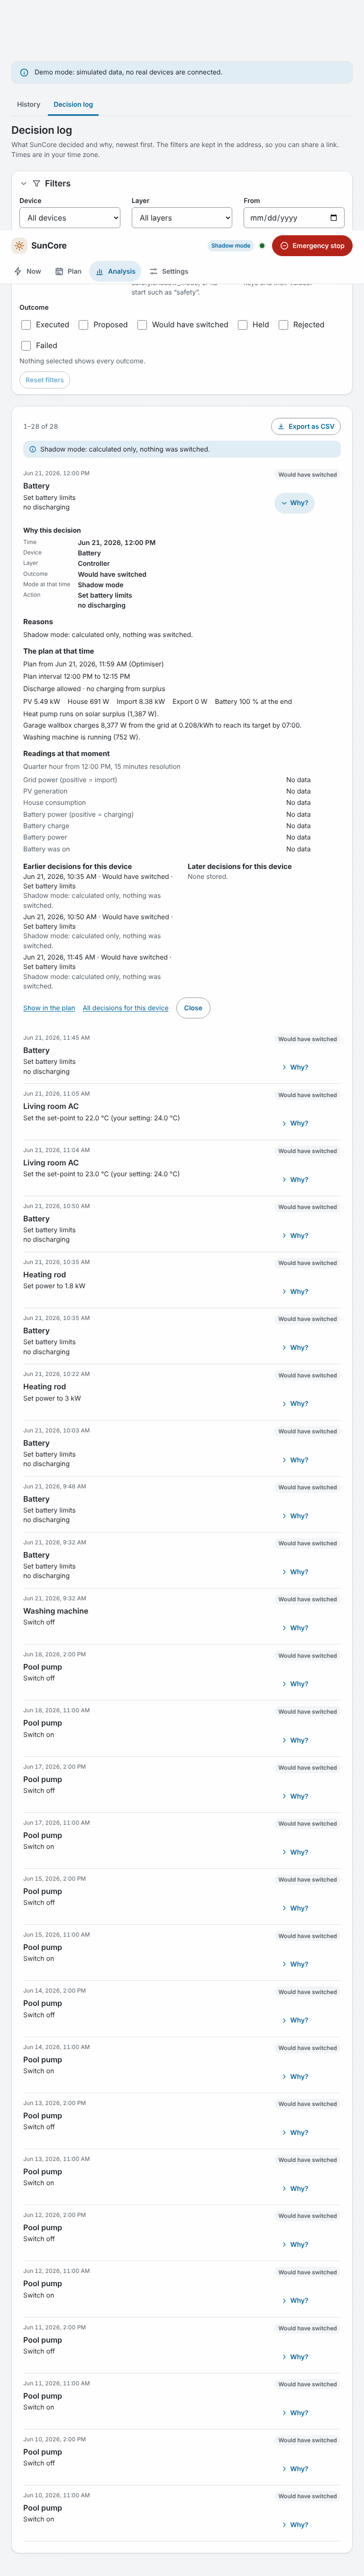 Demo mode: simulated data, no real devices are connected.
History
Decision log
Decision log
What SunCore decided and why, newest first. The filters are kept in the address, so you can share a link.
Times are in your time zone.
Filters
Device
Layer
From
All devices
All layers
mm/dd/yyyy
SunCore
Shadow mode
Emergency stop
Now
Plan
Analysis
Settings
start such as "safety".
Outcome
Executed
Proposed
Would have switched
Held
Rejected
Failed
Nothing selected shows every outcome.
Reset filters
1–28 of 28
Export as CSV
Shadow mode: calculated only, nothing was switched.
Jun 21, 2026, 12:00 PM
Would have switched
Battery
Set battery limits
no discharging
Why?
Why this decision
Time
Jun 21, 2026, 12:00 PM
Device
Battery
Layer
Controller
Outcome
Would have switched
Mode at that time
Shadow mode
Action
Set battery limits
no discharging
Reasons
Shadow mode: calculated only, nothing was switched.
The plan at that time
Plan from Jun 21, 2026, 11:59 AM (Optimiser)
Plan interval 12:00 PM to 12:15 PM
Discharge allowed · no charging from surplus
PV 5.49 kW House 691 W Import 8.38 kW Export 0 W Battery 100 % at the end
Heat pump runs on solar surplus (1,387 W).
Garage wallbox charges 8,377 W from the grid at 0.208/kWh to reach its target by 07:00.
Washing machine is running (752 W).
Readings at that moment
Quarter hour from 12:00 PM, 15 minutes resolution
Grid power (positive = import)
No data
PV generation
No data
House consumption
No data
Battery power (positive = charging)
No data
Battery charge
No data
Battery power
No data
Battery was on
No data
Earlier decisions for this device
Jun 21, 2026, 10:35 AM · Would have switched ·
Set battery limits
Shadow mode: calculated only, nothing was
switched.
Jun 21, 2026, 10:50 AM · Would have switched ·
Set battery limits
Shadow mode: calculated only, nothing was
switched.
Jun 21, 2026, 11:45 AM · Would have switched ·
Set battery limits
Shadow mode: calculated only, nothing was
switched.
Later decisions for this device
None stored.
Show in the plan
All decisions for this device
Close
Jun 21, 2026, 11:45 AM
Would have switched
Battery
Set battery limits
no discharging
Why?
Jun 21, 2026, 11:05 AM
Would have switched
Living room AC
Set the set-point to 22.0 °C (your setting: 24.0 °C)
Why?
Jun 21, 2026, 11:04 AM
Would have switched
Living room AC
Set the set-point to 23.0 °C (your setting: 24.0 °C)
Why?
Jun 21, 2026, 10:50 AM
Would have switched
Battery
Set battery limits
no discharging
Why?
Jun 21, 2026, 10:35 AM
Would have switched
Heating rod
Set power to 1.8 kW
Why?
Jun 21, 2026, 10:35 AM
Would have switched
Battery
Set battery limits
no discharging
Why?
Jun 21, 2026, 10:22 AM
Would have switched
Heating rod
Set power to 3 kW
Why?
Jun 21, 2026, 10:03 AM
Would have switched
Battery
Set battery limits
no discharging
Why?
Jun 21, 2026, 9:48 AM
Would have switched
Battery
Set battery limits
no discharging
Why?
Jun 21, 2026, 9:32 AM
Would have switched
Battery
Set battery limits
no discharging
Why?
Jun 21, 2026, 9:32 AM
Would have switched
Washing machine
Switch off
Why?
Jun 18, 2026, 2:00 PM
Would have switched
Pool pump
Switch off
Why?
Jun 18, 2026, 11:00 AM
Would have switched
Pool pump
Switch on
Why?
Jun 17, 2026, 2:00 PM
Would have switched
Pool pump
Switch off
Why?
Jun 17, 2026, 11:00 AM
Would have switched
Pool pump
Switch on
Why?
Jun 15, 2026, 2:00 PM
Would have switched
Pool pump
Switch off
Why?
Jun 15, 2026, 11:00 AM
Would have switched
Pool pump
Switch on
Why?
Jun 14, 2026, 2:00 PM
Would have switched
Pool pump
Switch off
Why?
Jun 14, 2026, 11:00 AM
Would have switched
Pool pump
Switch on
Why?
Jun 13, 2026, 2:00 PM
Would have switched
Pool pump
Switch off
Why?
Jun 13, 2026, 11:00 AM
Would have switched
Pool pump
Switch on
Why?
Jun 12, 2026, 2:00 PM
Would have switched
Pool pump
Switch off
Why?
Jun 12, 2026, 11:00 AM
Would have switched
Pool pump
Switch on
Why?
Jun 11, 2026, 2:00 PM
Would have switched
Pool pump
Switch off
Why?
Jun 11, 2026, 11:00 AM
Would have switched
Pool pump
Switch on
Why?
Jun 10, 2026, 2:00 PM
Would have switched
Pool pump
Switch off
Why?
Jun 10, 2026, 11:00 AM
Would have switched
Pool pump
Switch on
Why?